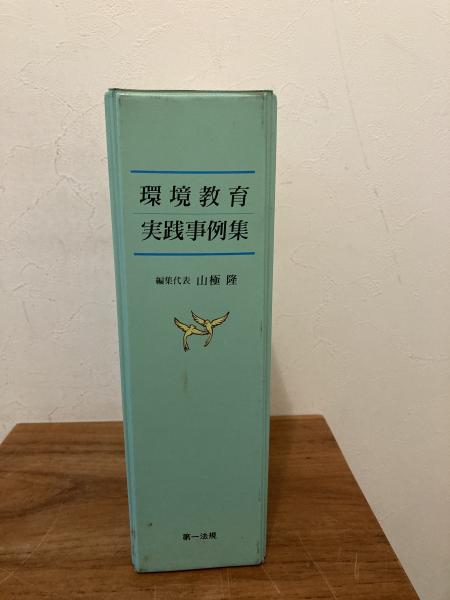 環境教育
実践事例集
編集代表 山極 隆
第一法規